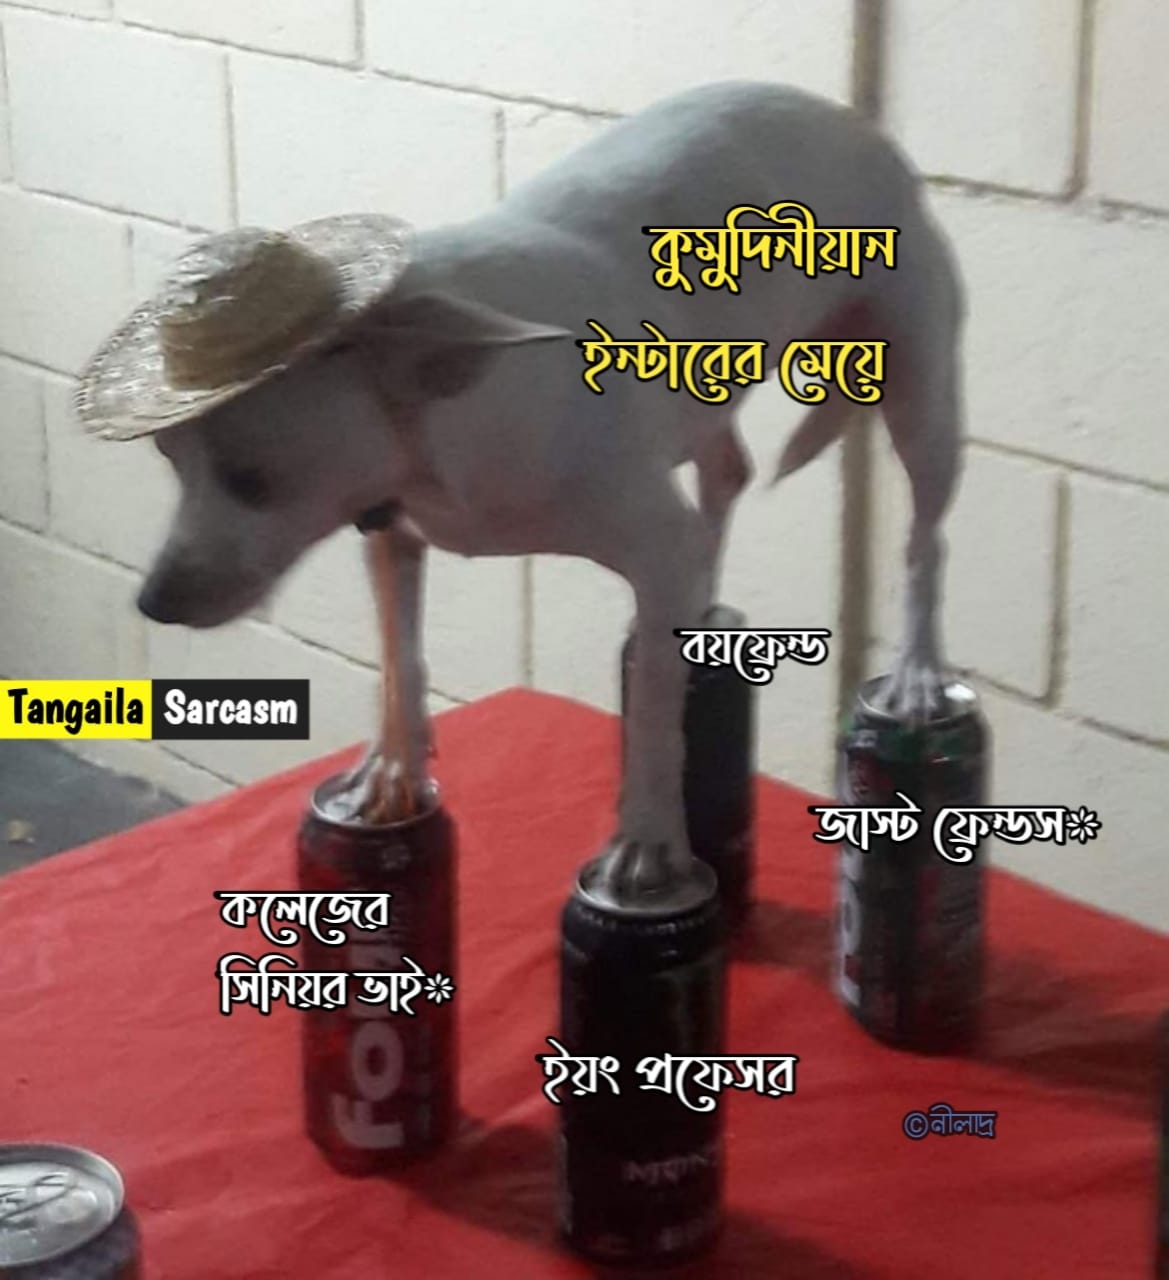 কুমুদিনীয়ান
ইন্টারের মেয়ে
বয়ফ্রেন্ড
Tangaila Sarcasm
জাস্ট ফ্রেন্ডস*
কলেজের
সিনিয়র ভাই*
ইয়ং প্রফেসর
©নীলাদ্র